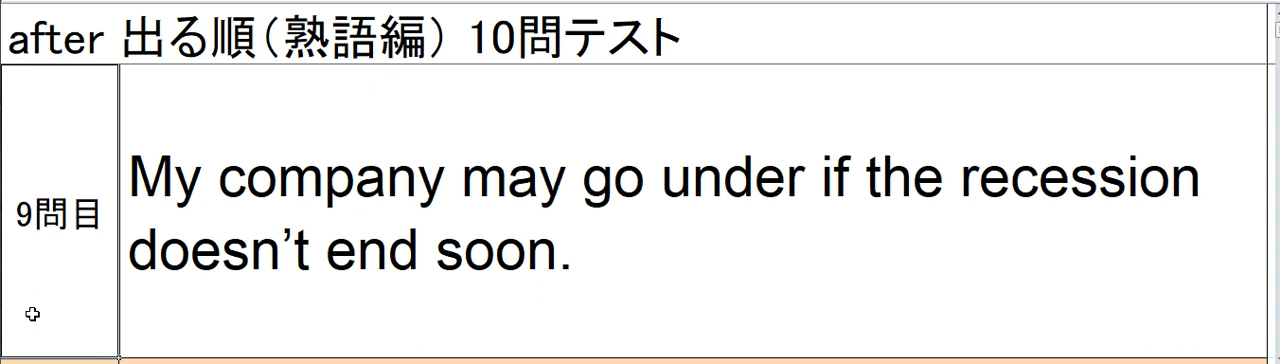 after 出る順（熟語編） 10問テスト
9問目
My company may go under if the recession
doesn’t end soon.